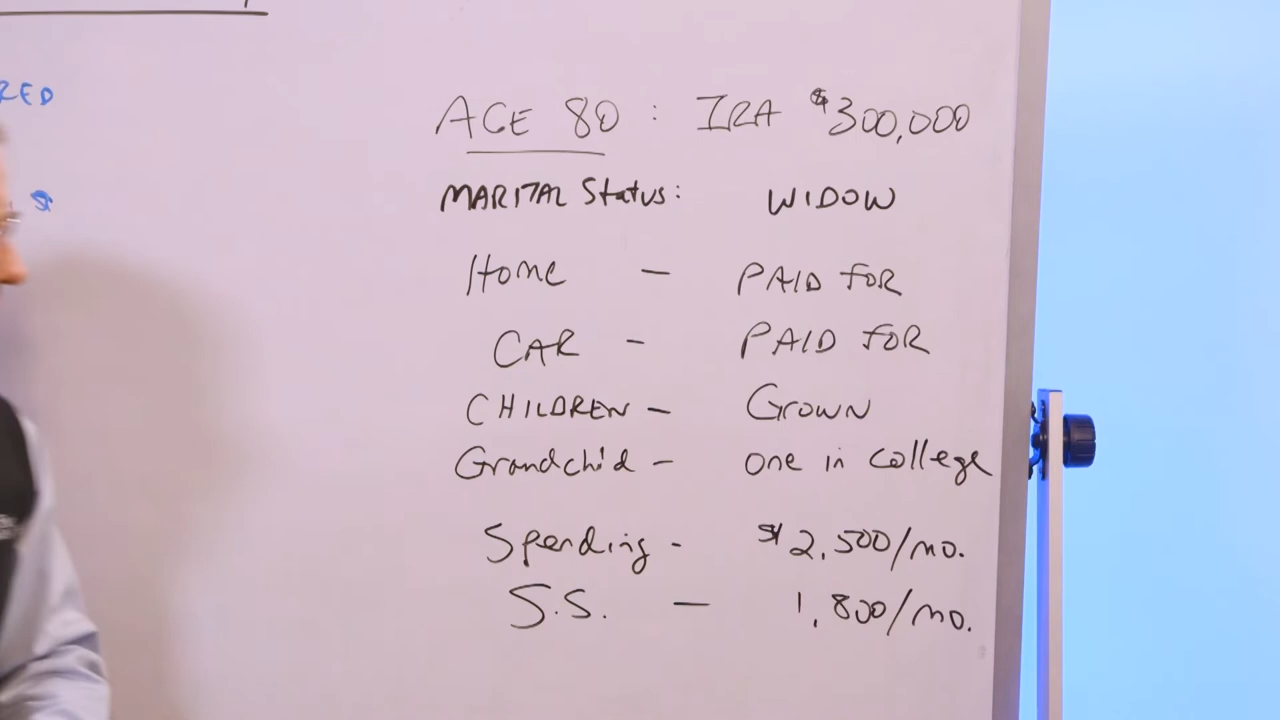 RED
$
AGE 80 : IRA $300,000
MARITAL Status: WIDOW
Home — PAID FOR
CAR - PAID FOR
CHILDREN — Grown
Grandchild — one in college
Spending - $2,500/mo.
S.S. — 1,800/mo.